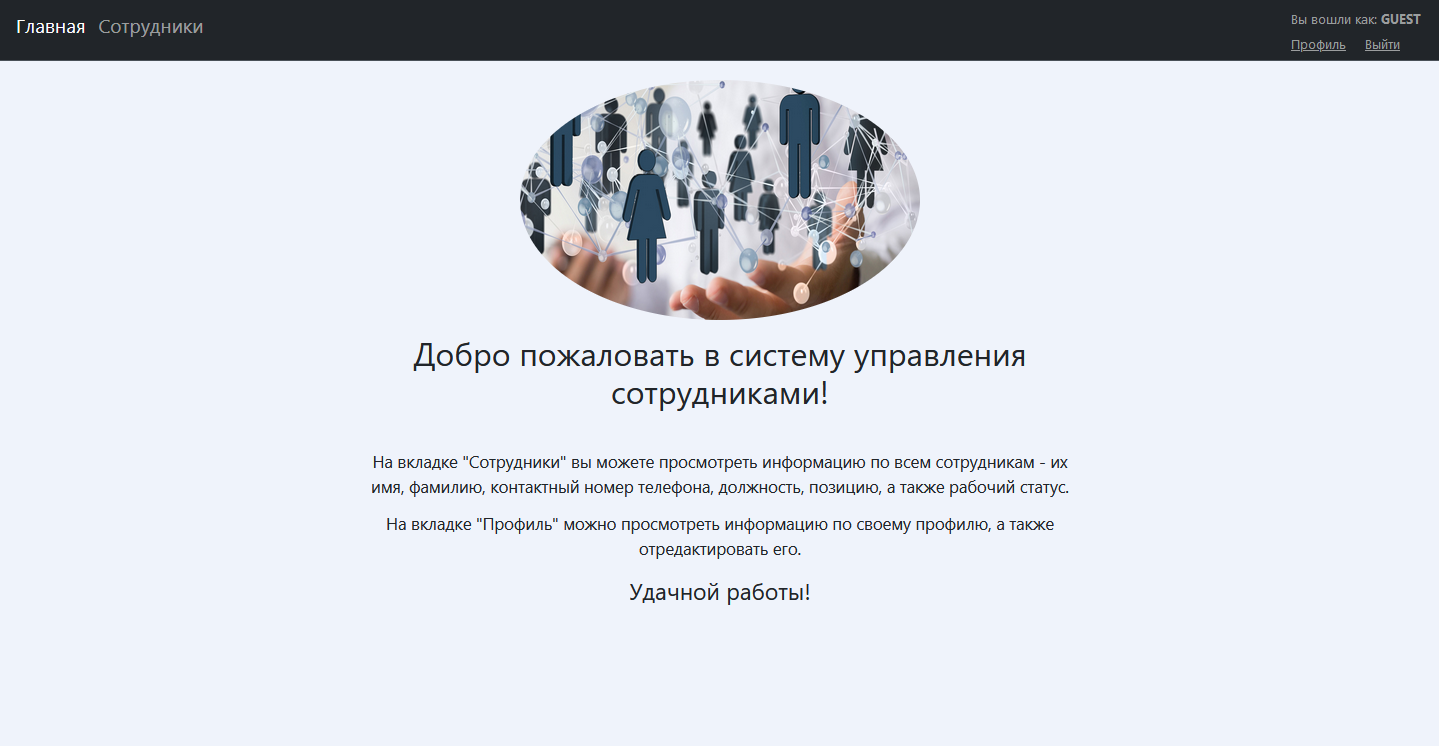 Главная Сотрудники
Вы вошли как: GUEST
Профиль Выйти
Добро пожаловать в систему управления
сотрудниками!
На вкладке "Сотрудники" вы можете просмотреть информацию по всем сотрудникам - их
имя, фамилию, контактный номер телефона, должность, позицию, а также рабочий статус.
На вкладке "Профиль" можно просмотреть информацию по своему профилю, а также
отредактировать его.
Удачной работы!